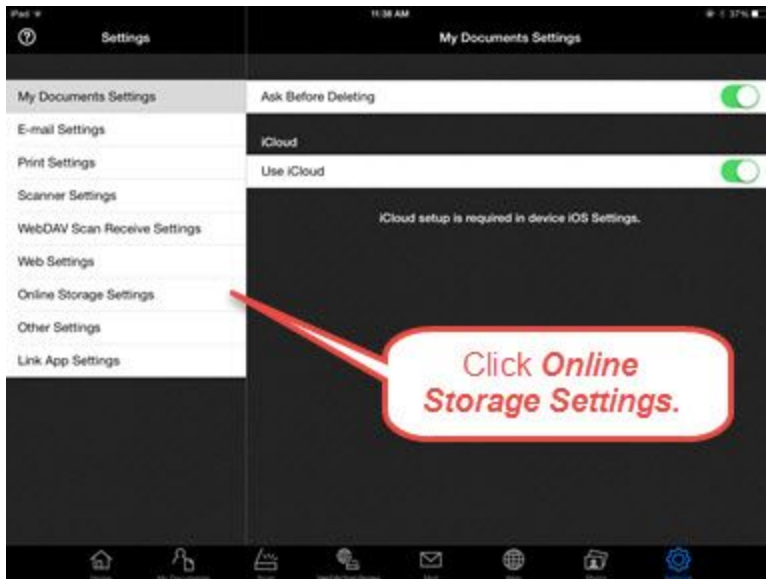 iPad
11:38 AM
37%
Settings
My Documents Settings
My Documents Settings
E-mail Settings
Print Settings
Scanner Settings
WebDAV Scan Receive Settings
Web Settings
Online Storage Settings
Other Settings
Link App Settings
Ask Before Deleting
iCloud
Use iCloud
iCloud setup is required in device iOS Settings.
Click Online
Storage Settings.